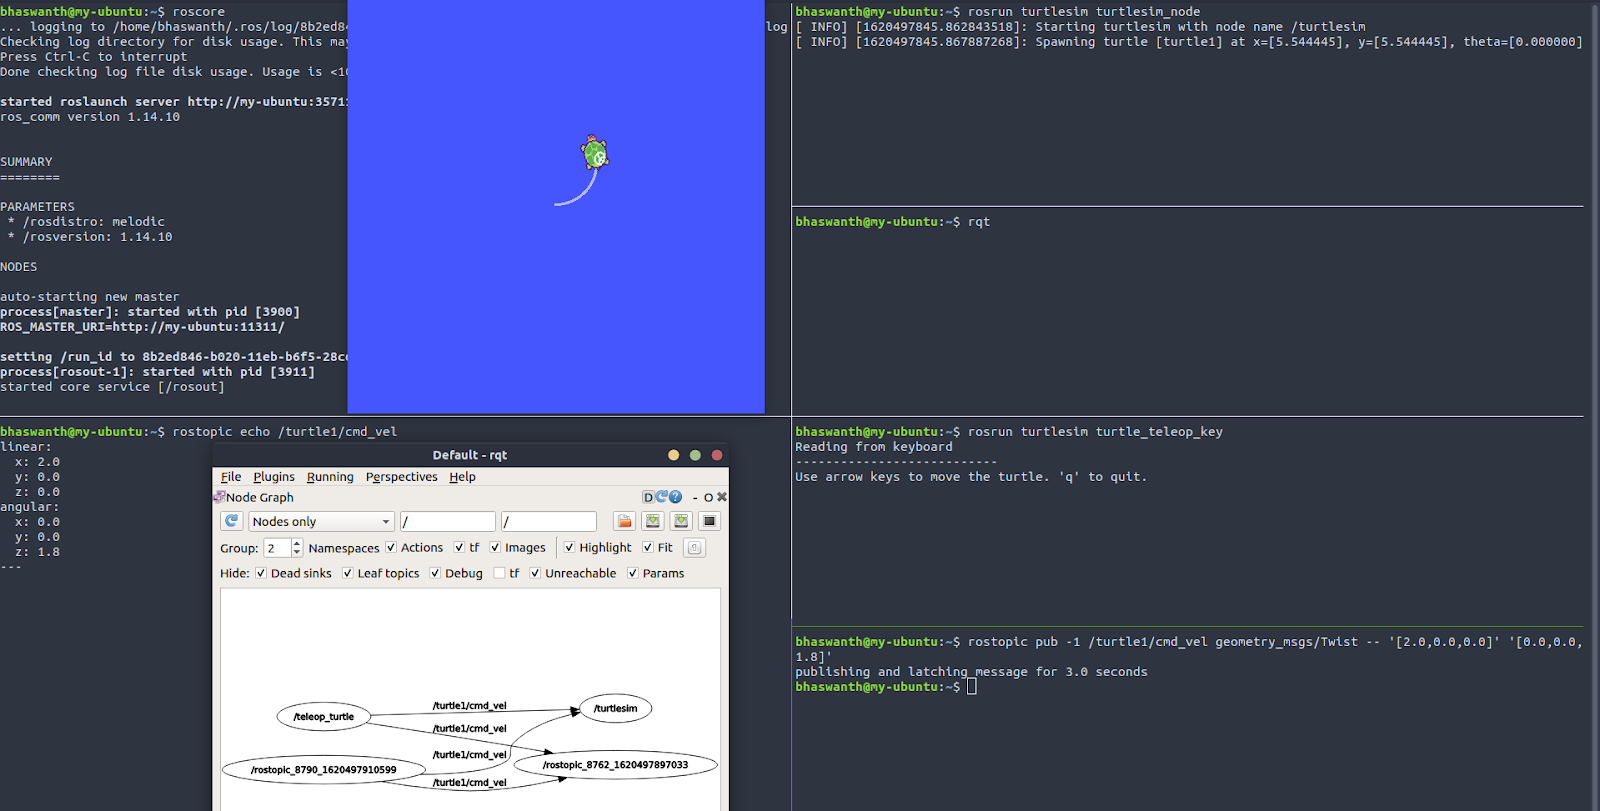 bhaswanth@my-ubuntu:~$ roscore
... logging to /home/bhaswanth/.ros/log/8b2ed84
log
Checking log directory for disk usage. This may
Press Ctrl-C to interrupt
Done checking log file disk usage. Usage is <1
started roslaunch server http://my-ubuntu:3571
ros_comm version 1.14.10
SUMMARY
========
PARAMETERS
* /rosdistro: melodic
* /rosversion: 1.14.10
NODES
auto-starting new master
process[master]: started with pid [3900]
ROS_MASTER_URI=http://my-ubuntu:11311/
setting /run_id to 8b2ed846-b020-11eb-b6f5-28c
process[rosout-1]: started with pid [3911]
started core service [/rosout]
bhaswanth@my-ubuntu:~$ rosrun turtlesim turtlesim_node
[ INFO] [1620497845.862843518]: Starting turtlesim with node name /turtlesim
[ INFO] [1620497845.867887268]: Spawning turtle [turtle1] at x=[5.544445], y=[5.544445], theta=[0.000000]
bhaswanth@my-ubuntu:~$ rqt
bhaswanth@my-ubuntu:~$ rostopic echo /turtle1/cmd_vel
linear:
x: 2.0
y: 0.0
z: 0.0
angular:
x: 0.0
y: 0.0
z: 1.8
---
Default - rqt
File Plugins Running Perspectives Help
Node Graph
D - O
Nodes only / /
Group: 2 Namespaces Actions tf Images Highlight Fit
Hide: Dead sinks Leaf topics Debug tf Unreachable Params
/turtle1/cmd_vel
/teleop_turtle /turtlesim
/turtle1/cmd_vel
/turtle1/cmd_vel
/rostopic_8790_1620497910599 /rostopic_8762_1620497897033
/turtle1/cmd_vel
bhaswanth@my-ubuntu:~$ rosrun turtlesim turtle_teleop_key
Reading from keyboard
---------------------------
Use arrow keys to move the turtle. 'q' to quit.
bhaswanth@my-ubuntu:~$ rostopic pub -1 /turtle1/cmd_vel geometry_msgs/Twist -- '[2.0,0.0,0.0]' '[0.0,0.0,
1.8]'
publishing and latching message for 3.0 seconds
bhaswanth@my-ubuntu:~$